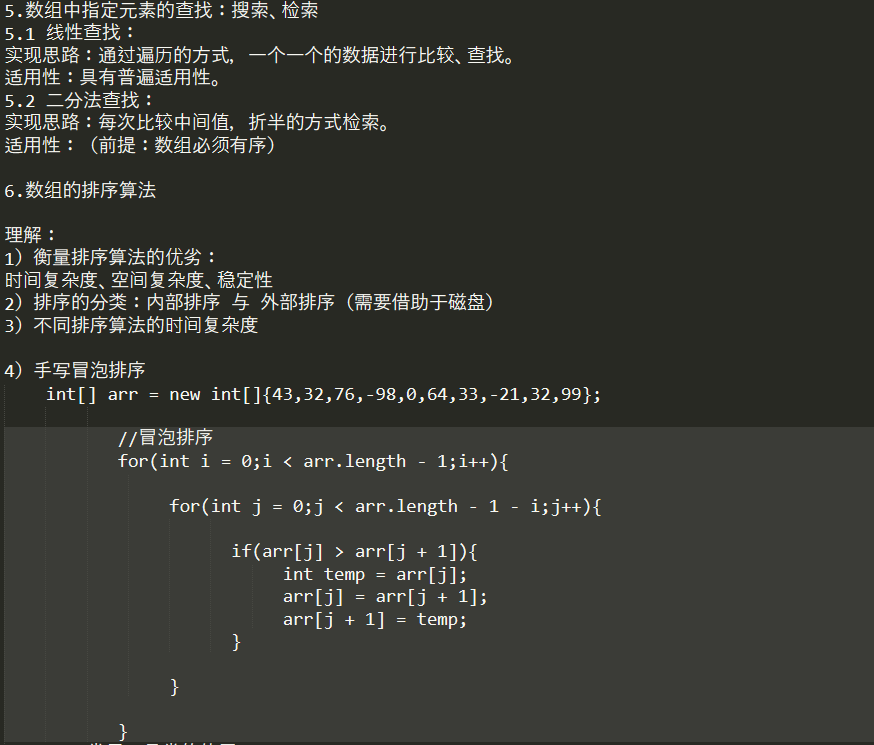 5.数组中指定元素的查找：搜索、检索
5.1 线性查找：
实现思路：通过遍历的方式，一个一个的数据进行比较、查找。
适用性：具有普遍适用性。
5.2 二分法查找：
实现思路：每次比较中间值，折半的方式检索。
适用性：（前提：数组必须有序）
6.数组的排序算法
理解：
1）衡量排序算法的优劣：
时间复杂度、空间复杂度、稳定性
2）排序的分类：内部排序 与 外部排序（需要借助于磁盘）
3）不同排序算法的时间复杂度
4）手写冒泡排序
int[] arr = new int[]{43,32,76,-98,0,64,33,-21,32,99};
//冒泡排序
for(int i = 0;i < arr.length - 1;i++){
for(int j = 0;j < arr.length - 1 - i;j++){
if(arr[j] > arr[j + 1]){
int temp = arr[j];
arr[j] = arr[j + 1];
arr[j + 1] = temp;
}
}
}